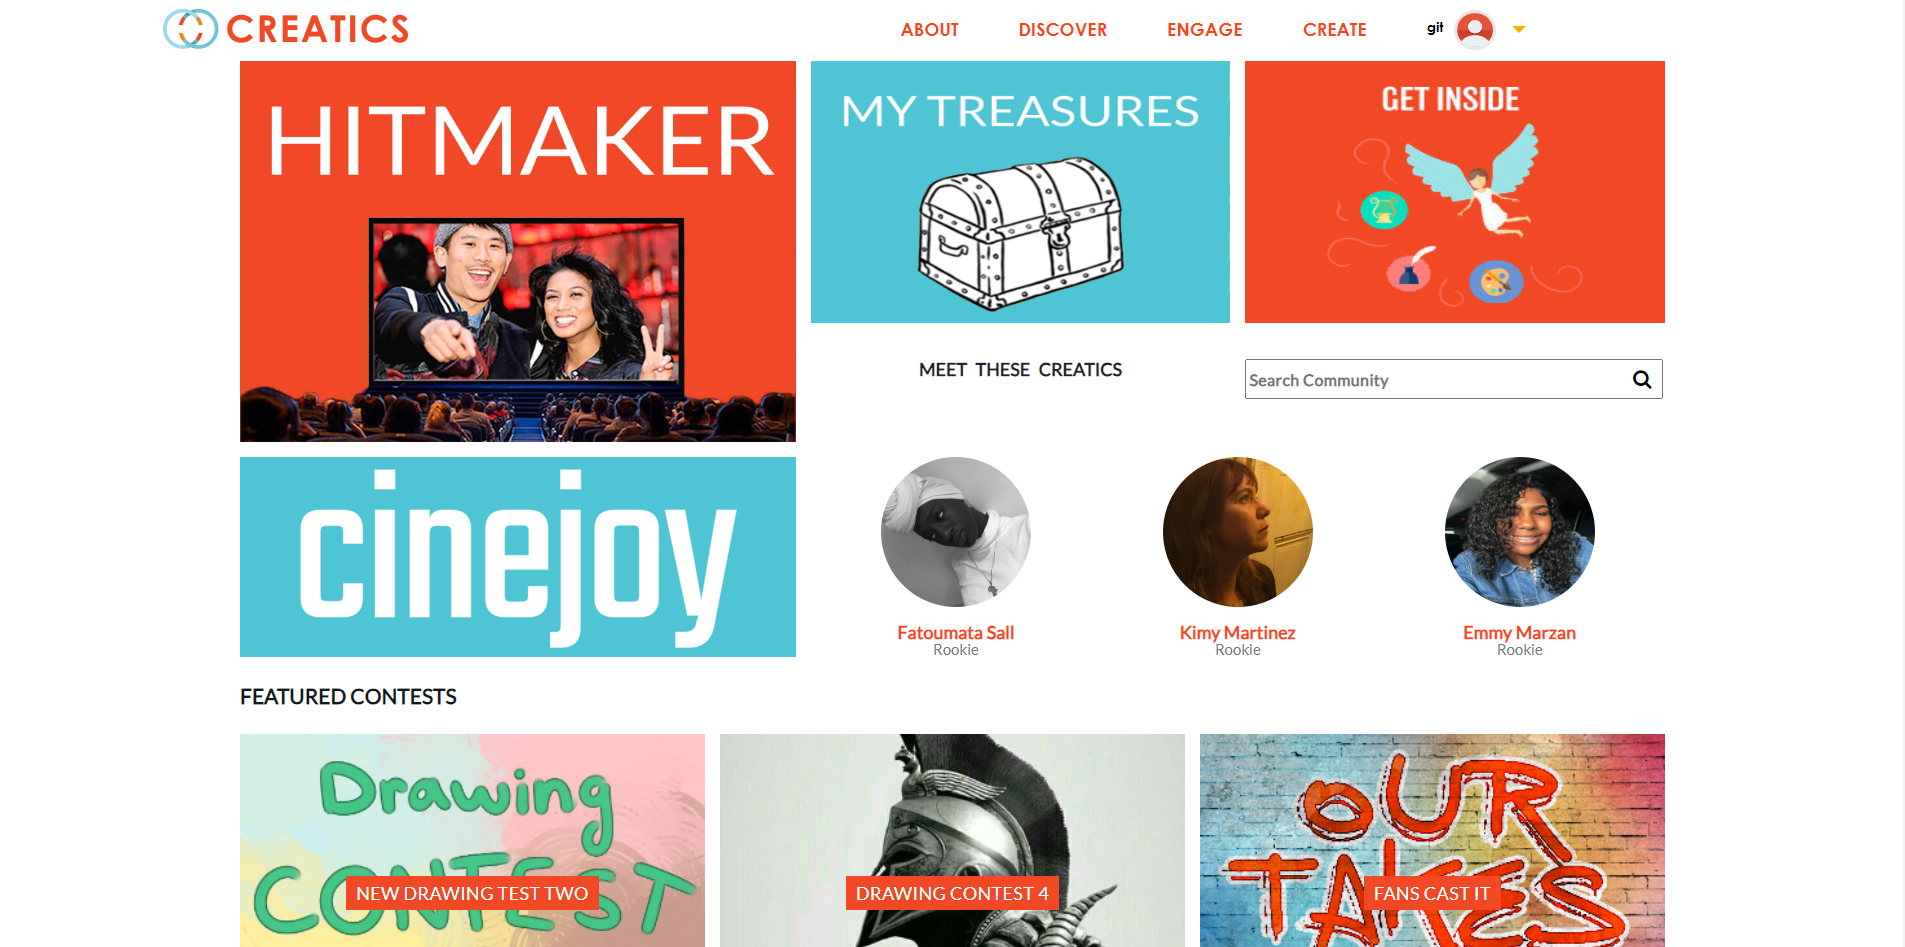 CREATICS
ABOUT
DISCOVER
ENGAGE
CREATE
git
HITMAKER
MY TREASURES
GET INSIDE
MEET THESE CREATICS
Search Community
cinejoy
Fatoumata Sall
Rookie
Kimy Martinez
Rookie
Emmy Marzan
Rookie
FEATURED CONTESTS
Drawing
CONTEST
NEW DRAWING TEST TWO
DRAWING CONTEST 4
OUR
TAKES
FANS CAST IT